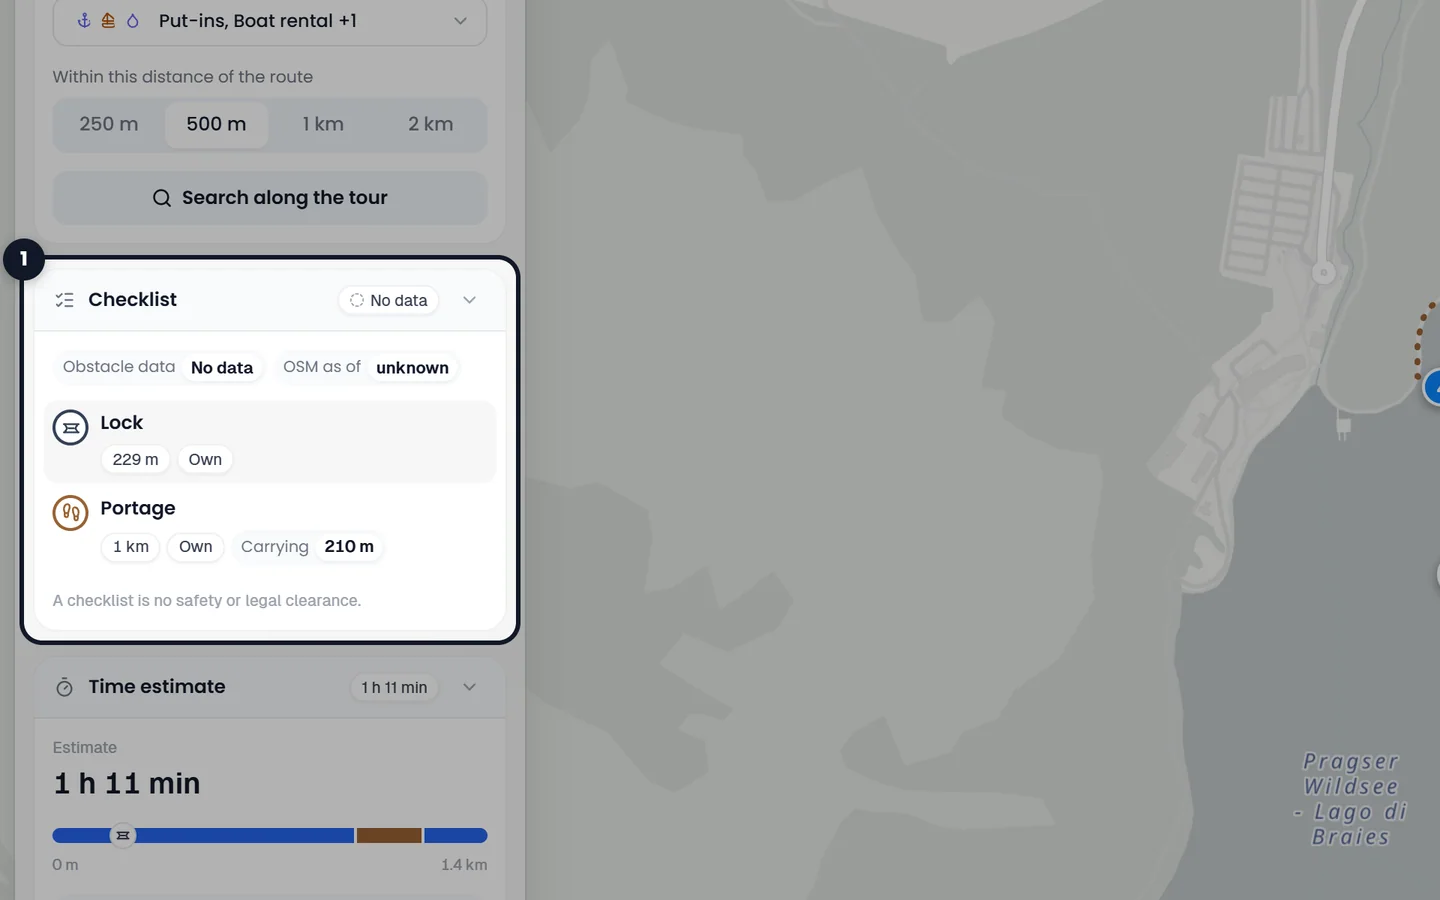 Put-ins, Boat rental +1
Within this distance of the route
250 m 500 m 1 km 2 km
Search along the tour
1
Checklist No data
Obstacle data No data OSM as of unknown
Lock
229 m Own
Portage
1 km Own Carrying 210 m
A checklist is no safety or legal clearance.
Time estimate 1 h 11 min
Estimate
1 h 11 min
0 m 1.4 km
Pragser
Wildsee
- Lago di
Braies